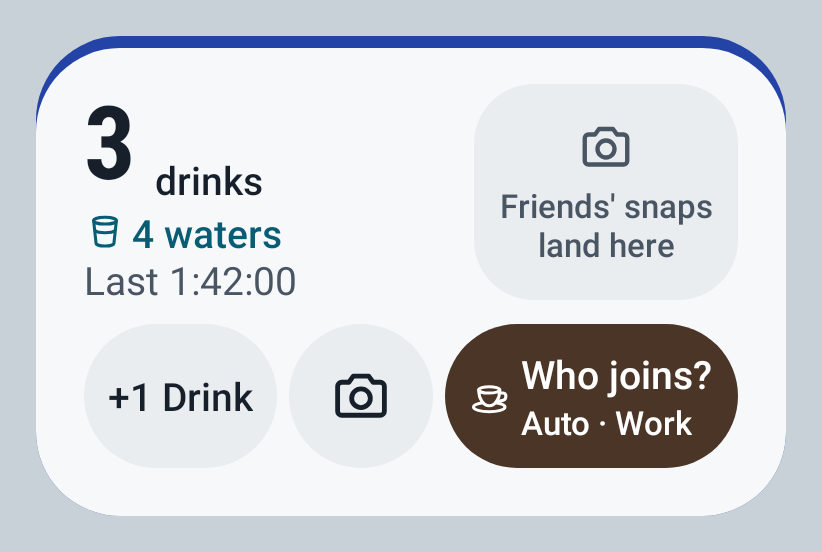 3 drinks
4 waters
Last 1:42:00
Friends' snaps
land here
+1 Drink
Who joins?
Auto · Work